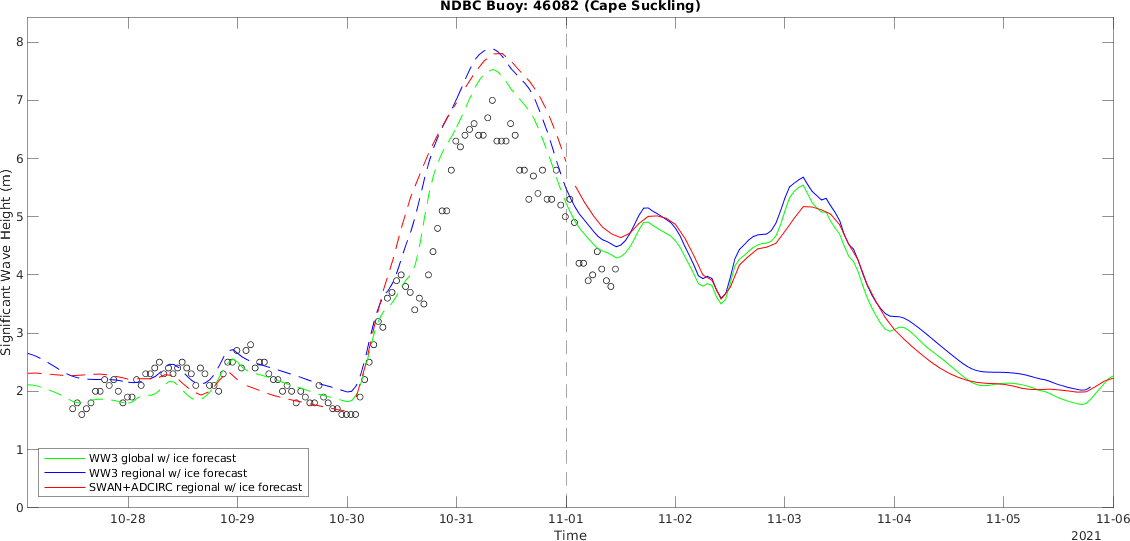 NDBC Buoy: 46082 (Cape Suckling)
8
7
6
5
4
3
2
1
0
Significant Wave Height (m)
WW3 global w/ ice forecast
WW3 regional w/ ice forecast
SWAN+ADCIRC regional w/ ice forecast
10-28 10-29 10-30 10-31 11-01 11-02 11-03 11-04 11-05 11-06
Time
2021